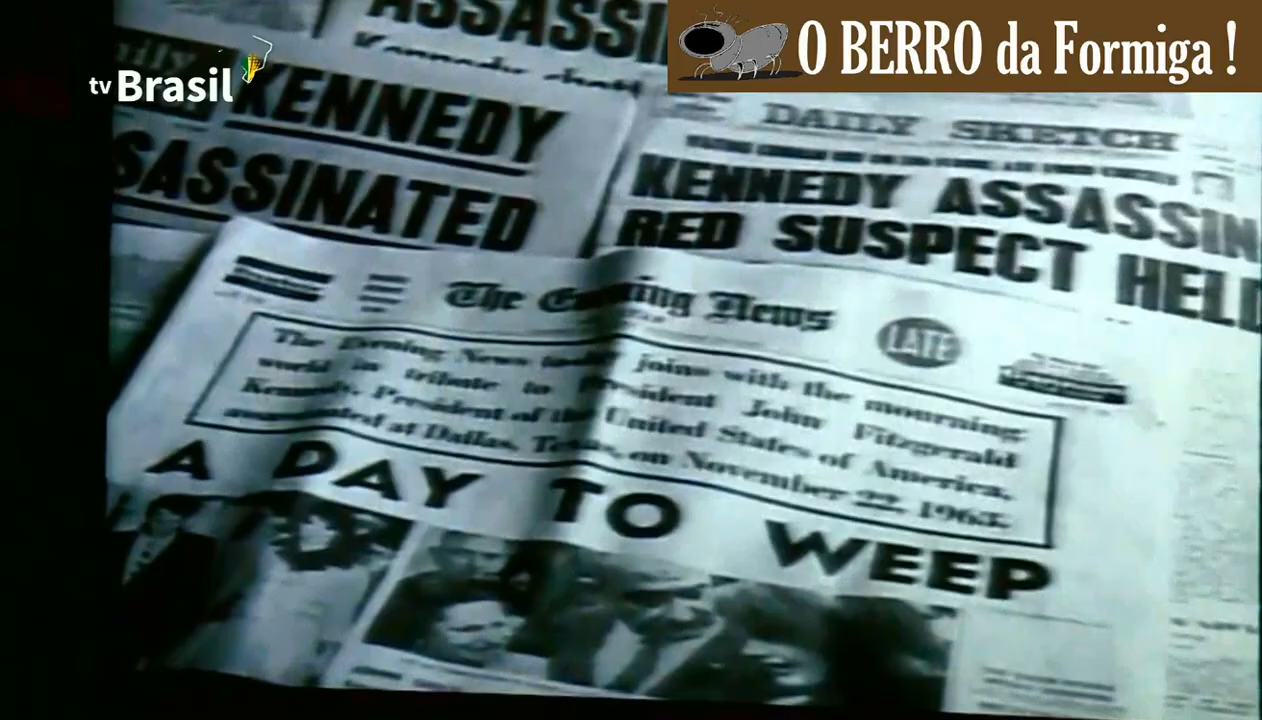 ASSASSI
O BERRO da Formiga !
tv Brasil
KENNEDY
SASSINATED
DAILY SKETCH
KENNEDY ASSASSIN
RED SUSPECT HELD
The Evening News
LATE
The Evening News today joins with the mourning
world in tribute to President John Fitzgerald
Kennedy, President of the United States of America,
assassinated at Dallas, Texas, on November 22, 1963.
A DAY TO WEEP